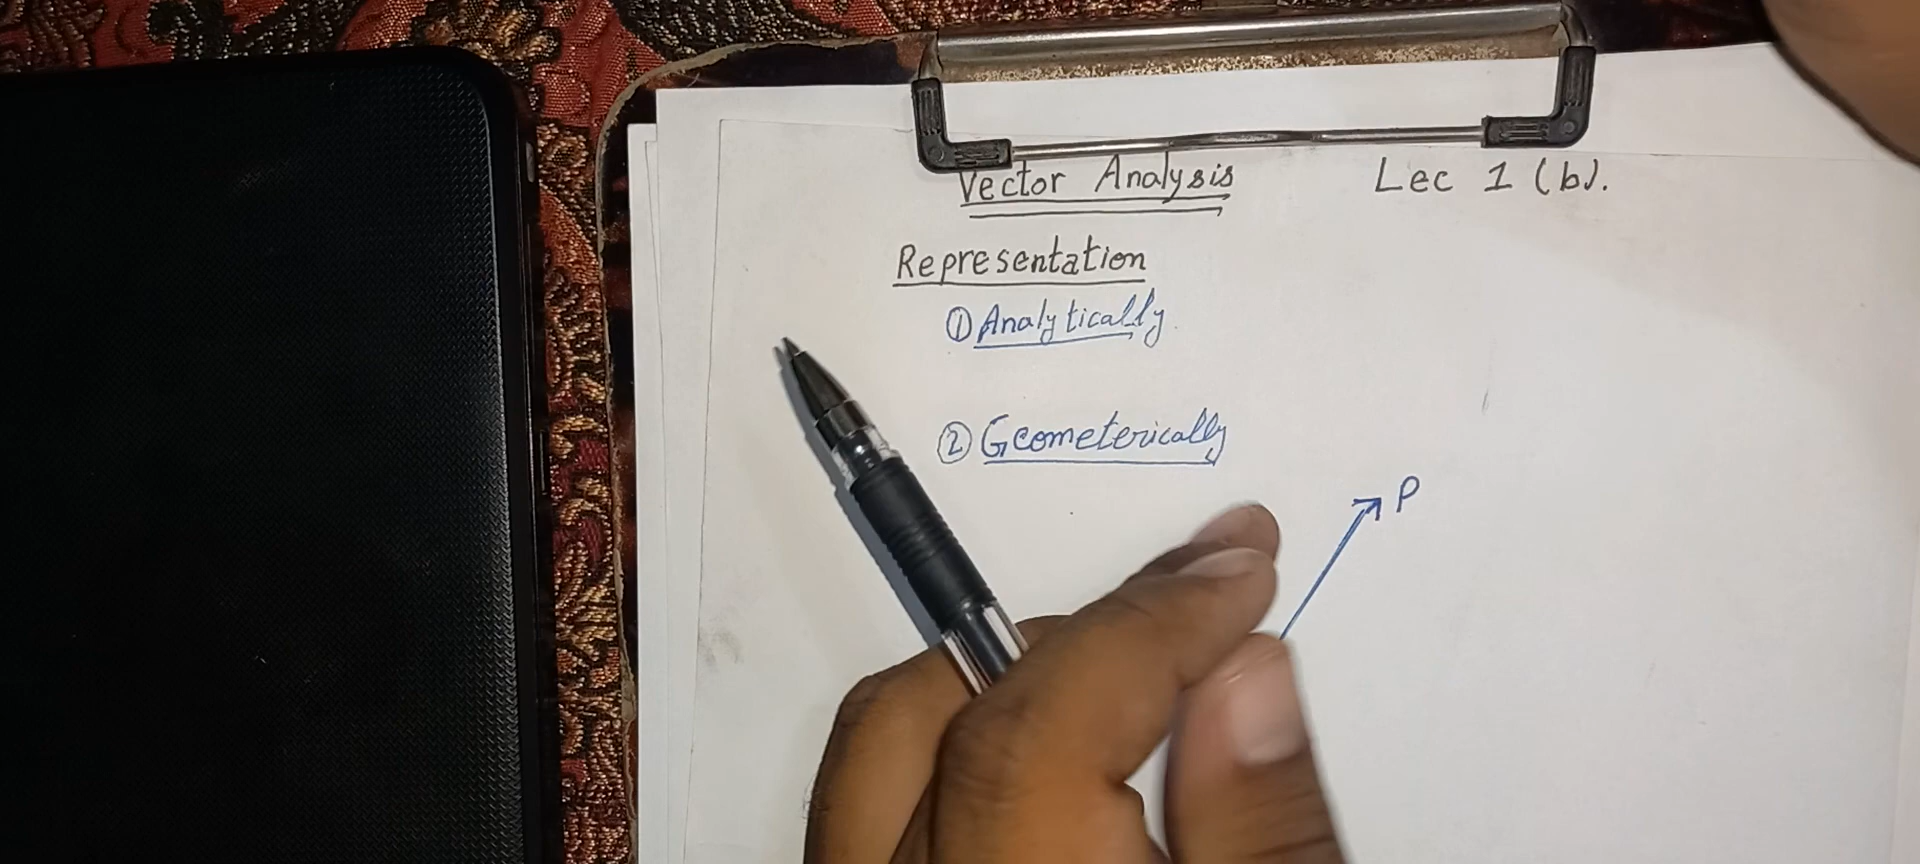 Vector Analysis Lec 1 (b).
Representation
① Analytically
② Geometerically
P